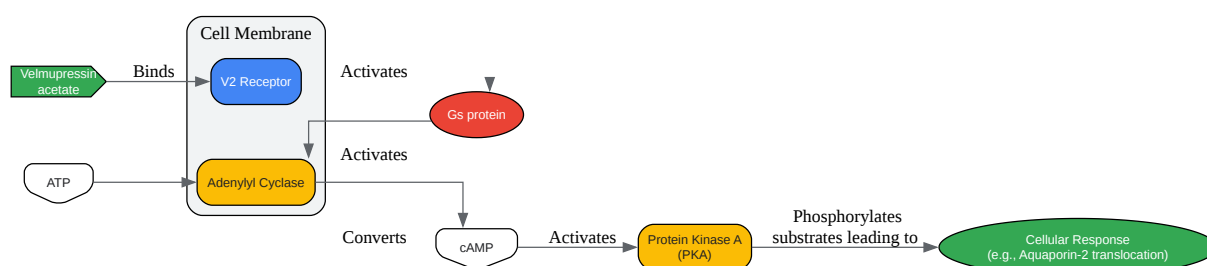 Cell Membrane
Velmupressin
acetate
Binds
V2 Receptor
Activates
Gs protein
Activates
ATP
Adenylyl Cyclase
Converts
cAMP
Activates
Protein Kinase A
(PKA)
Phosphorylates
substrates leading to
Cellular Response
(e.g., Aquaporin-2 translocation)